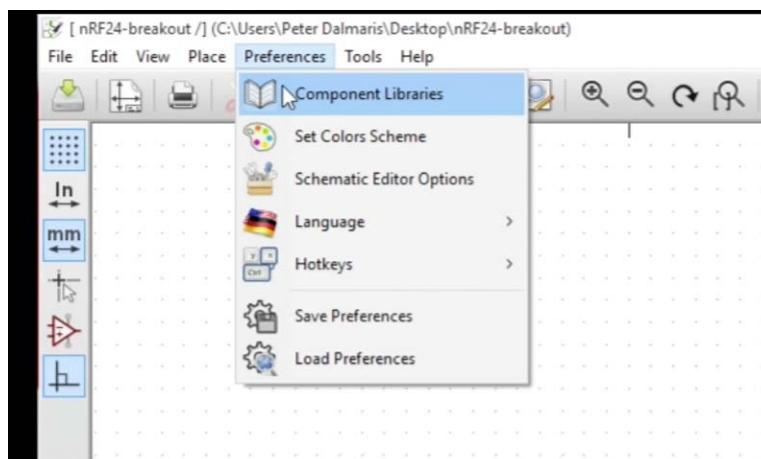 [ nRF24-breakout /] (C:\Users\Peter Dalmaris\Desktop\nRF24-breakout)
File Edit View Place Preferences Tools Help
Component Libraries
Set Colors Scheme
Schematic Editor Options
Language
Hotkeys
Save Preferences
Load Preferences
In
mm